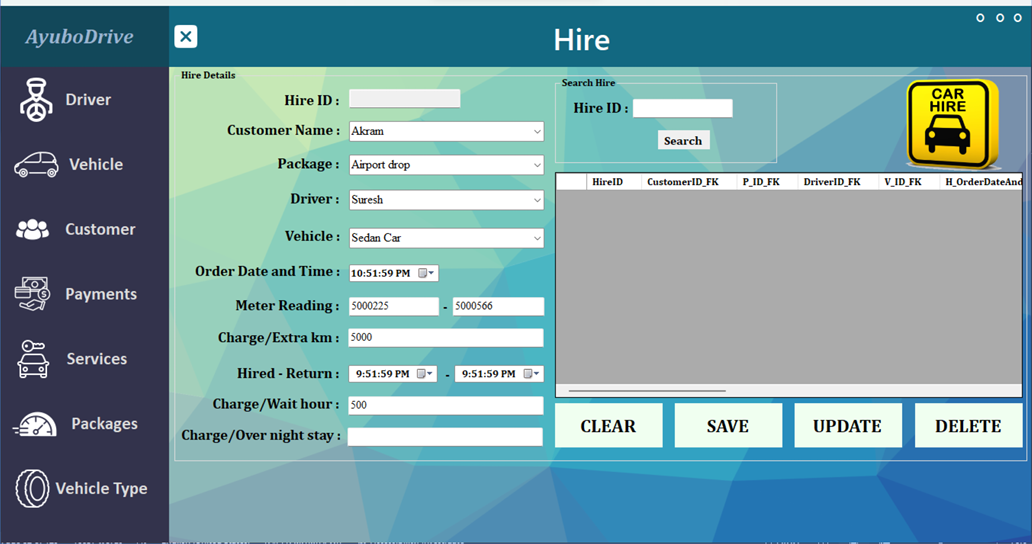 AyuboDrive
Hire
Driver
Vehicle
Customer
Payments
Services
Packages
Vehicle Type
Hire Details
Hire ID :
Customer Name : Akram
Package : Airport drop
Driver : Suresh
Vehicle : Sedan Car
Order Date and Time : 10:51:59 PM
Meter Reading : 5000225 - 5000566
Charge/Extra km : 5000
Hired - Return : 9:51:59 PM - 9:51:59 PM
Charge/Wait hour : 500
Charge/Over night stay :
Search Hire
Hire ID :
Search
CAR
HIRE
HireID CustomerID_FK P_ID_FK DriverID_FK V_ID_FK H_OrderDateAnd
CLEAR SAVE UPDATE DELETE